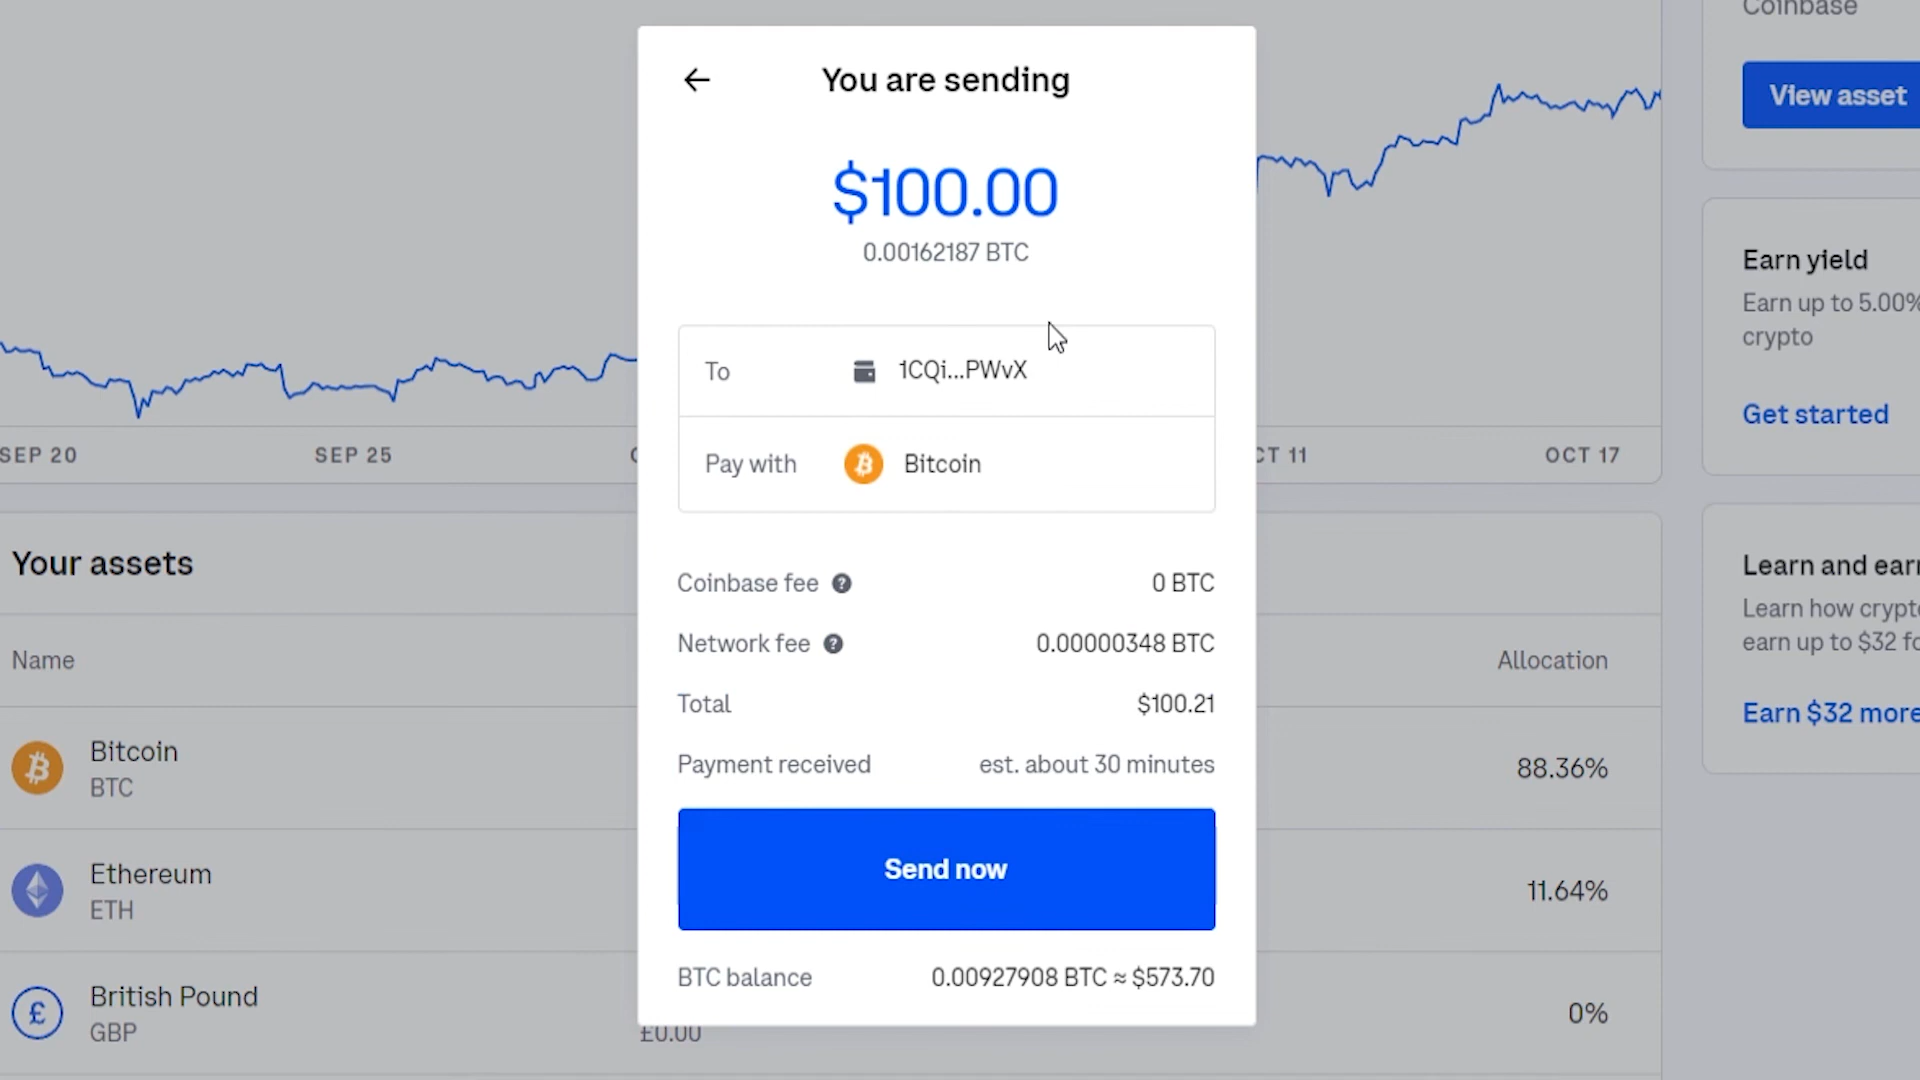 You are sending
$100.00
0.00162187 BTC
To 1CQi...PWvX
Pay with Bitcoin
Coinbase fee ? 0 BTC
Network fee ? 0.00000348 BTC
Total $100.21
Payment received est. about 30 minutes
Send now
BTC balance 0.00927908 BTC ≈ $573.70
SEP 20 SEP 25 CT 11 OCT 17
Your assets
Name Allocation
Bitcoin
BTC
88.36%
Ethereum
ETH
11.64%
British Pound
GBP
£0.00
0%
Coinbase
View asset
Earn yield
Earn up to 5.00%
crypto
Get started
Learn and earn
Learn how crypto
earn up to $32 fo
Earn $32 more